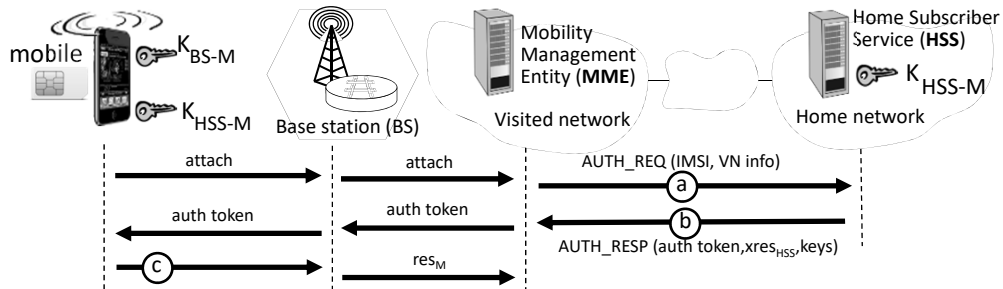 mobile
K_BS-M
K_HSS-M
Base station (BS)
Mobility
Management
Entity (MME)
Visited network
Home Subscriber
Service (HSS)
K_HSS-M
Home network
attach
attach
AUTH_REQ (IMSI, VN info)
a
auth token
auth token
b
AUTH_RESP (auth token,xres_HSS,keys)
c
res_M